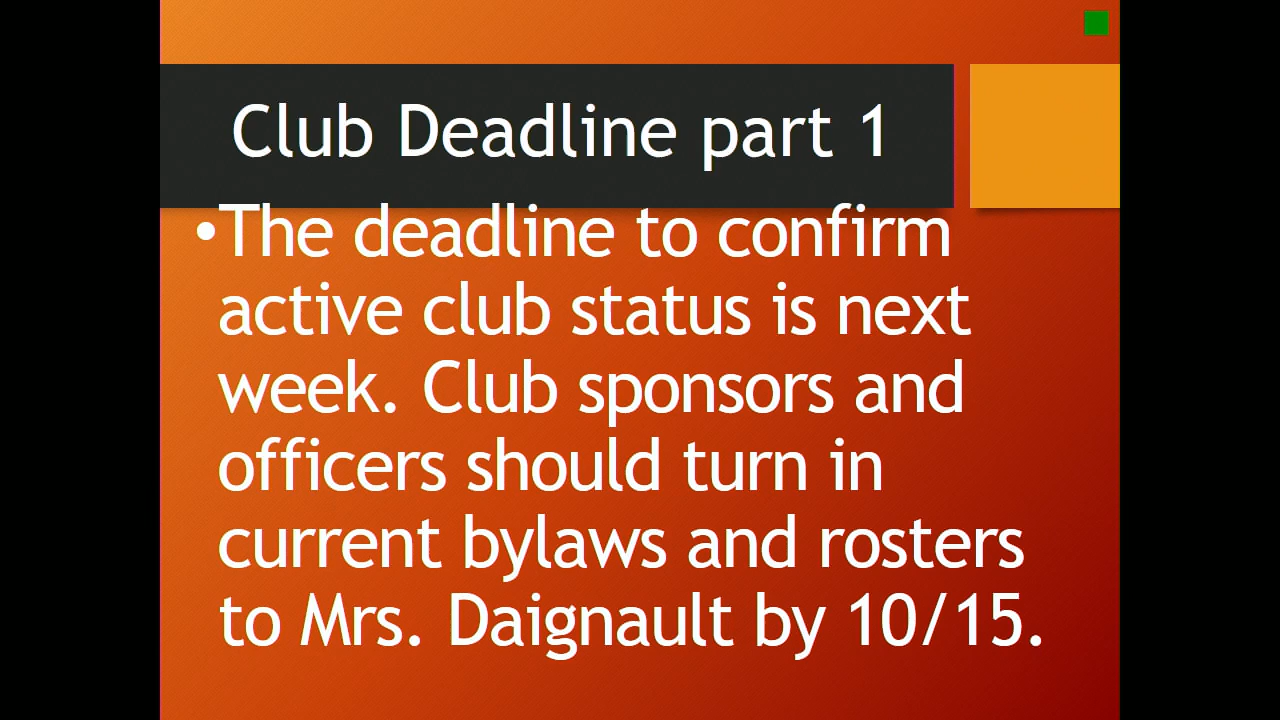 Club Deadline part 1
•The deadline to confirm
active club status is next
week. Club sponsors and
officers should turn in
current bylaws and rosters
to Mrs. Daignault by 10/15.